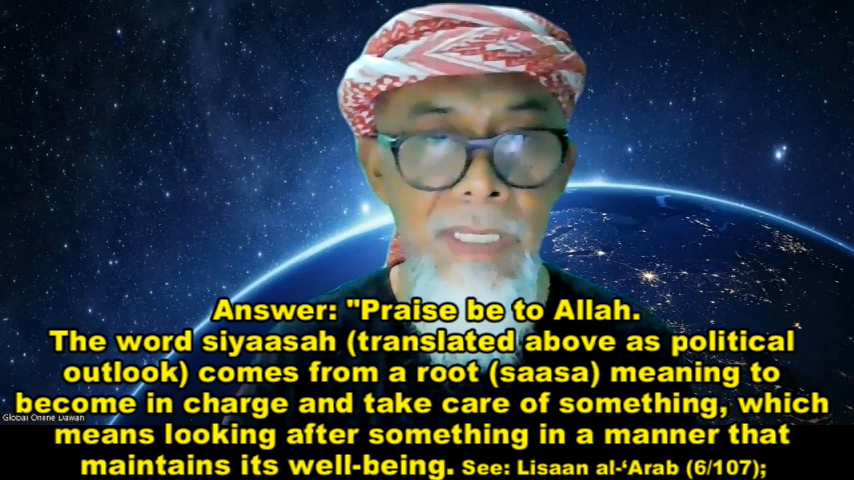 Answer: "Praise be to Allah.
The word siyaasah (translated above as political
outlook) comes from a root (saasa) meaning to
become in charge and take care of something, which
Global Online Dawah
means looking after something in a manner that
maintains its well-being. See: Lisaan al-‘Arab (6/107);